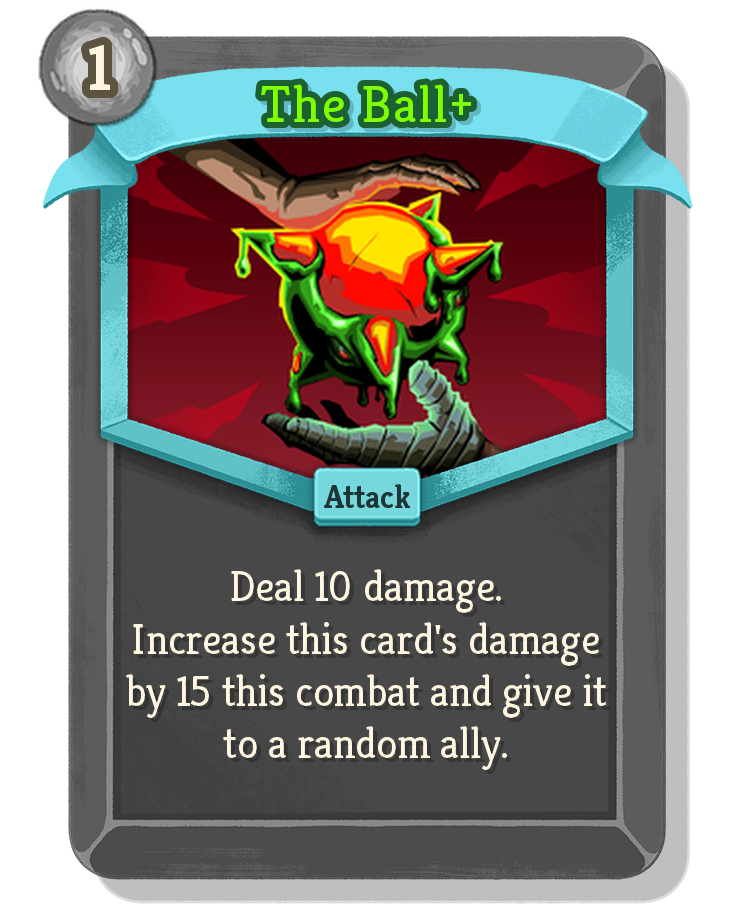 1
The Ball+
Attack
Deal 10 damage.
Increase this card's damage
by 15 this combat and give it
to a random ally.